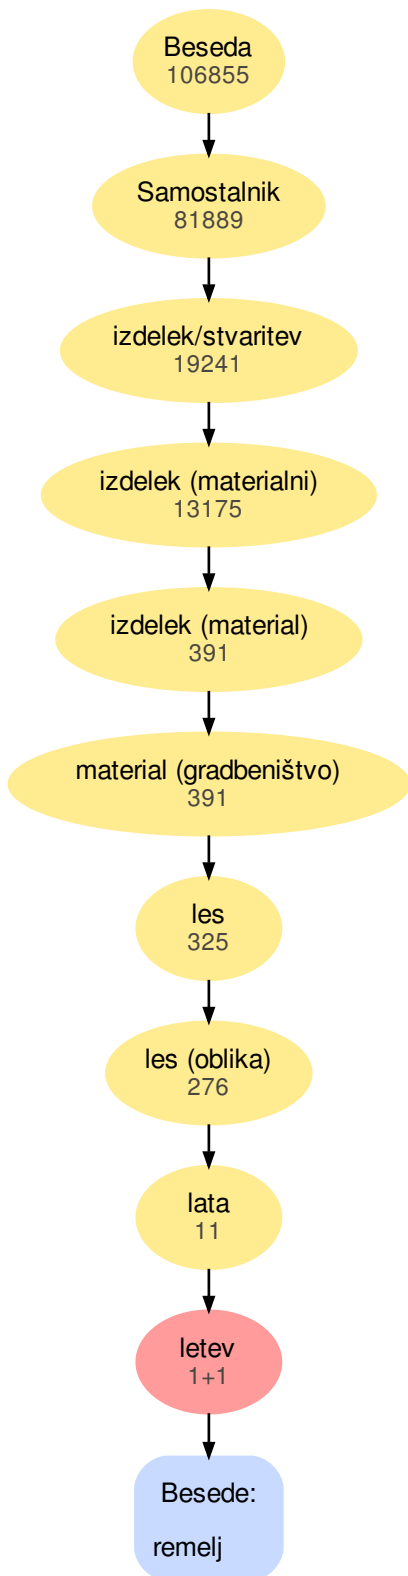 Beseda
106855
Samostalnik
81889
izdelek/stvaritev
19241
izdelek (materialni)
13175
izdelek (material)
391
material (gradbeništvo)
391
les
325
les (oblika)
276
lata
11
letev
1+1
Besede:
remelj